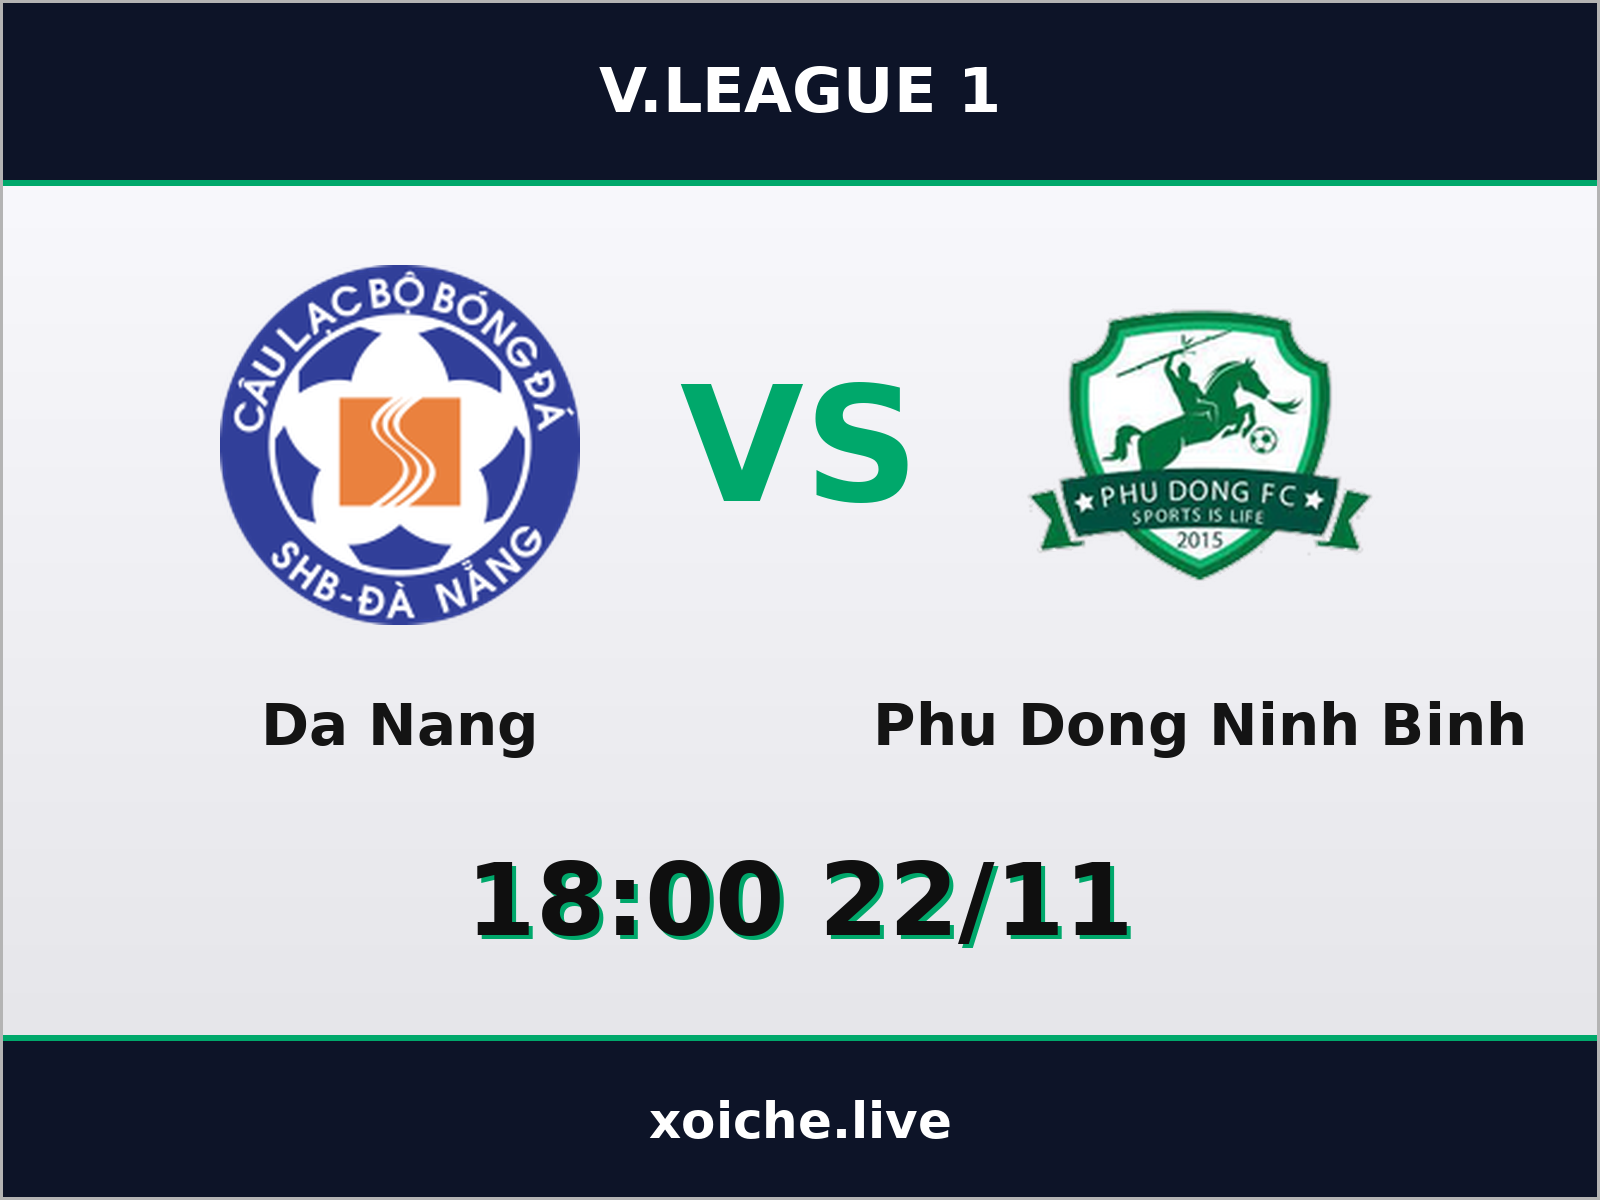 V.LEAGUE 1
CÂU LẠC BỘ BÓNG ĐÁ
SHB-ĐÀ NẴNG
VS
PHU DONG FC
SPORTS IS LIFE
2015
Da Nang
Phu Dong Ninh Binh
18:00 22/11
xoiche.live